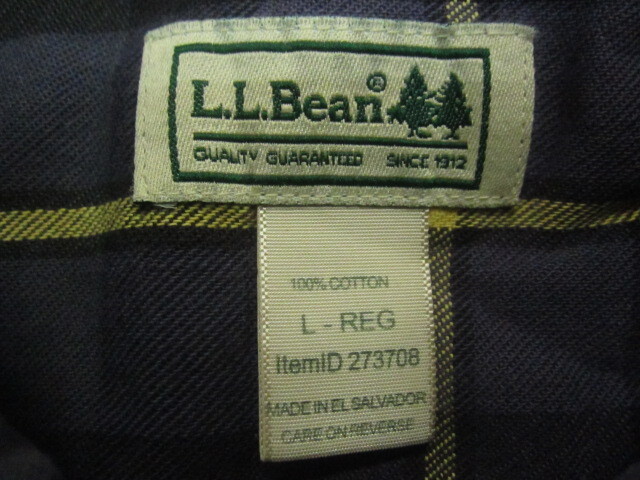 L.L.Bean®
QUALITY GUARANTEED SINCE 1912
100% COTTON
L - REG
ItemID 273708
MADE IN EL SALVADOR
CARE ON REVERSE